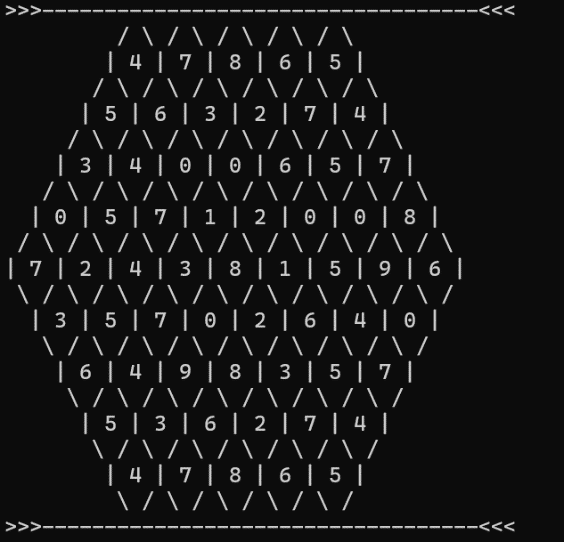 >>>-----------------------------------<<<
         / \ / \ / \ / \ / \
        | 4 | 7 | 8 | 6 | 5 |
       / \ / \ / \ / \ / \ / \
      | 5 | 6 | 3 | 2 | 7 | 4 |
     / \ / \ / \ / \ / \ / \ / \
    | 3 | 4 | 0 | 0 | 6 | 5 | 7 |
   / \ / \ / \ / \ / \ / \ / \ / \
  | 0 | 5 | 7 | 1 | 2 | 0 | 0 | 8 |
 / \ / \ / \ / \ / \ / \ / \ / \ / \
| 7 | 2 | 4 | 3 | 8 | 1 | 5 | 9 | 6 |
 \ / \ / \ / \ / \ / \ / \ / \ / \ /
  | 3 | 5 | 7 | 0 | 2 | 6 | 4 | 0 |
   \ / \ / \ / \ / \ / \ / \ / \ /
    | 6 | 4 | 9 | 8 | 3 | 5 | 7 |
     \ / \ / \ / \ / \ / \ / \ /
      | 5 | 3 | 6 | 2 | 7 | 4 |
       \ / \ / \ / \ / \ / \ /
        | 4 | 7 | 8 | 6 | 5 |
         \ / \ / \ / \ / \ /
>>>-----------------------------------<<<